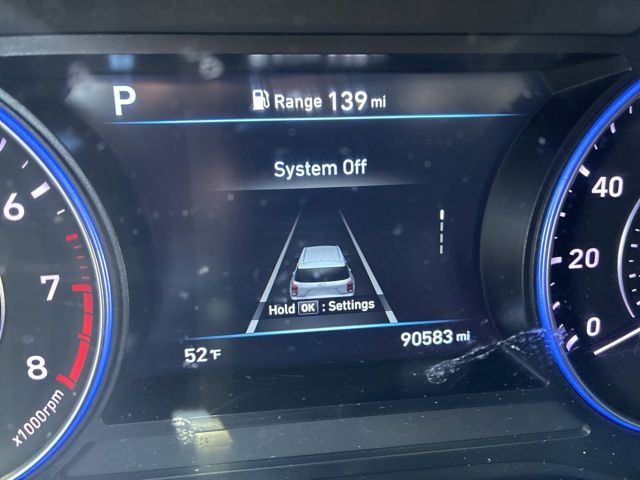 P
Range 139 mi
System Off
Hold OK : Settings
52°F
90583 mi
6
7
8
x1000rpm
40
20
0